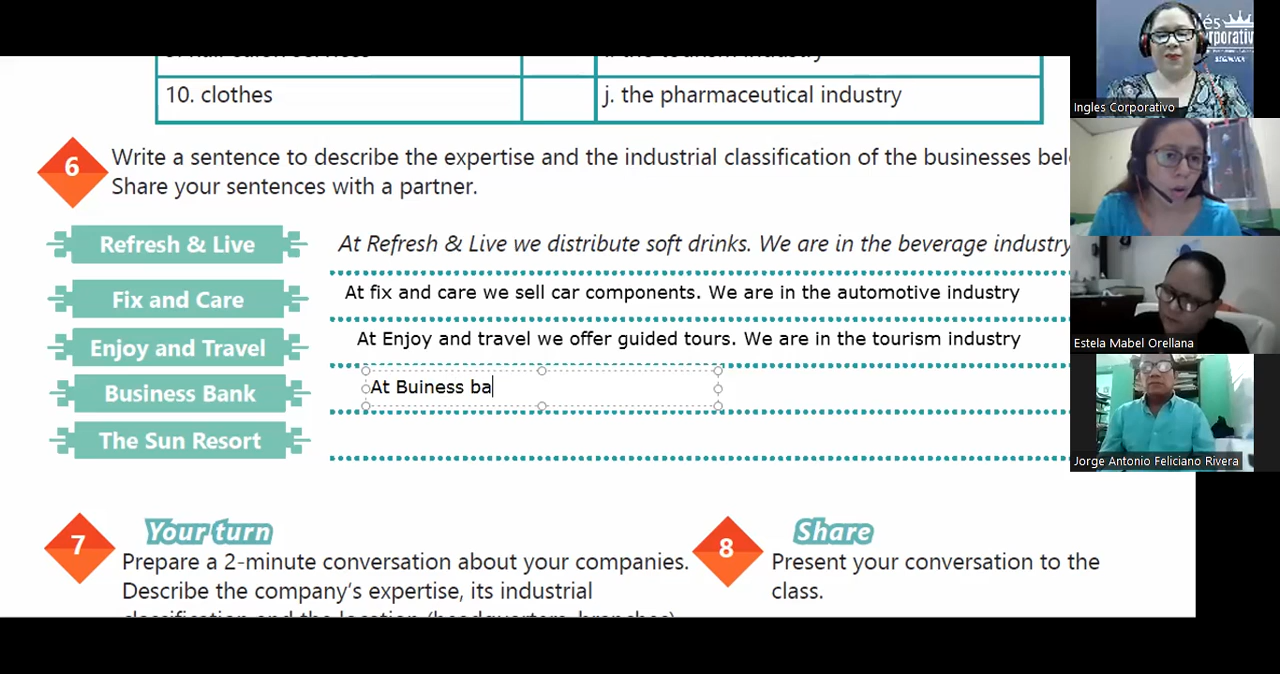 10. clothes
j. the pharmaceutical industry
6
Write a sentence to describe the expertise and the industrial classification of the businesses
Share your sentences with a partner.
Refresh & Live
At Refresh & Live we distribute soft drinks. We are in the beverage industry
Fix and Care
At fix and care we sell car components. We are in the automotive industry
Enjoy and Travel
At Enjoy and travel we offer guided tours. We are in the tourism industry
Business Bank
At Buiness ba
The Sun Resort
7
Your turn
Prepare a 2-minute conversation about your companies.
Describe the company's expertise, its industrial
8
Share
Present your conversation to the
class.
Ingles Corporativo
Estela Mabel Orellana
Jorge Antonio Feliciano Rivera